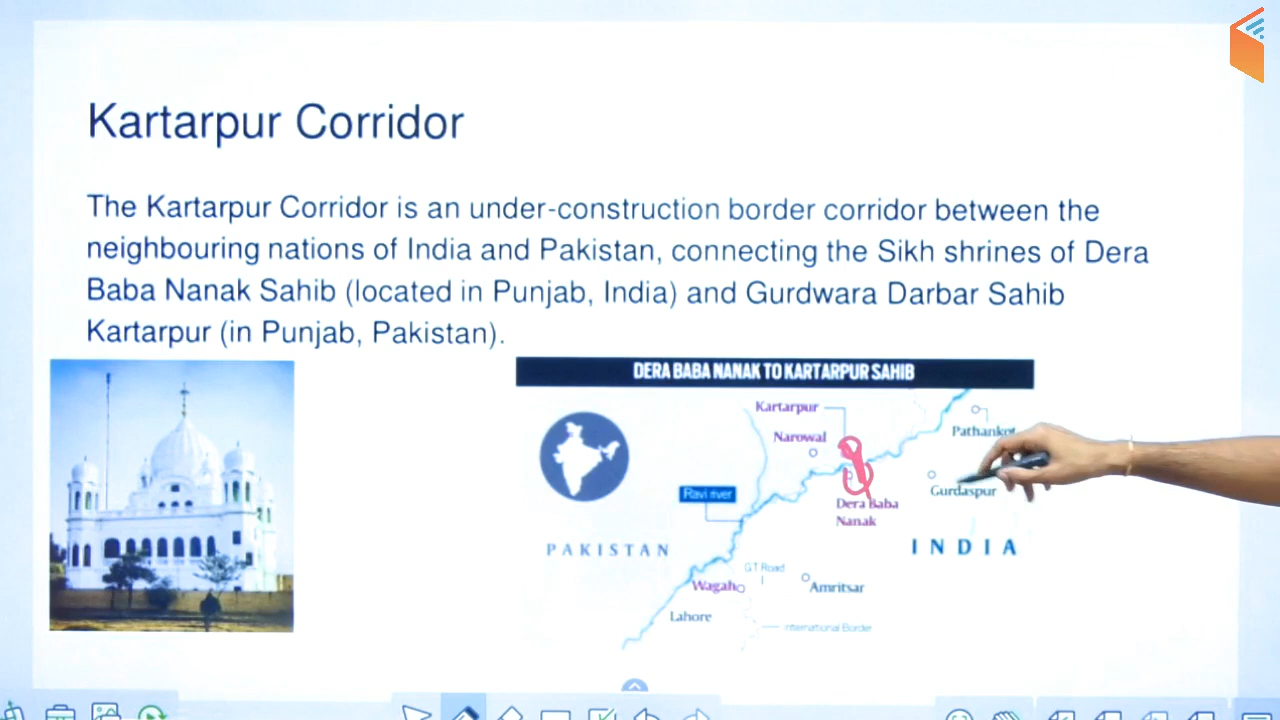 Kartarpur Corridor
The Kartarpur Corridor is an under-construction border corridor between the
neighbouring nations of India and Pakistan, connecting the Sikh shrines of Dera
Baba Nanak Sahib (located in Punjab, India) and Gurdwara Darbar Sahib
Kartarpur (in Punjab, Pakistan).
DERA BABA NANAK TO KARTARPUR SAHIB
Kartarpur
Pathankot
Narowal
Ravi river
Gurdaspur
Dera Baba
Nanak
PAKISTAN
INDIA
G.T. Road
Wagah
Amritsar
Lahore
International Border